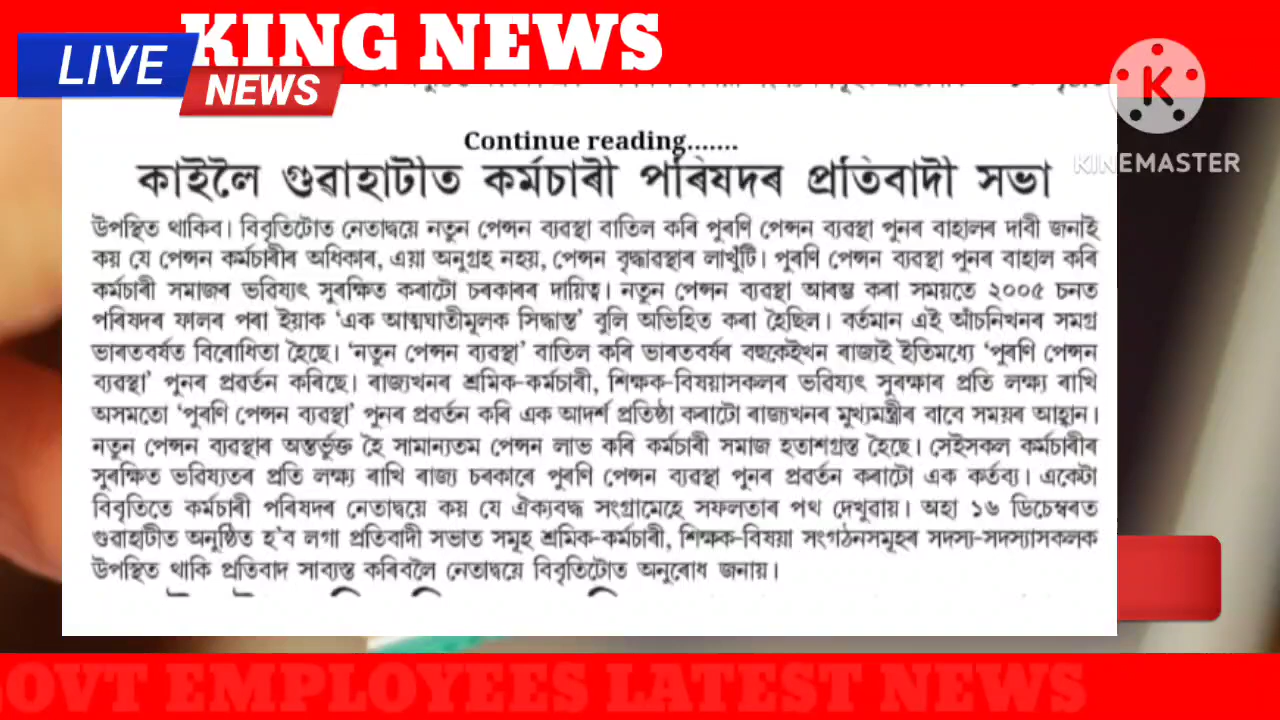 KING NEWS
LIVE
NEWS
KINEMASTER
Continue reading.......
কাইলৈ গুৱাহাটীত কৰ্মচাৰী পৰিষদৰ প্ৰতিবাদী সভা
উপস্থিত থাকিব। বিবৃতিটোত নেতাদ্বয়ে নতুন পেন্সন ব্যৱস্থা বাতিল কৰি পুৰণি পেন্সন ব্যৱস্থা পুনৰ বাহালৰ দাবী জনাই
কয় যে পেন্সন কৰ্মচাৰীৰ অধিকাৰ, এয়া অনুগ্ৰহ নহয়, পেন্সন বৃদ্ধাৱস্থাৰ লাখুঁটি। পুৰণি পেন্সন ব্যৱস্থা পুনৰ বাহাল কৰি
কৰ্মচাৰী সমাজৰ ভৱিষ্যৎ সুৰক্ষিত কৰাটো চৰকাৰৰ দায়িত্ব। নতুন পেন্সন ব্যৱস্থা আৰম্ভ কৰা সময়তে ২০০৫ চনত
পৰিষদৰ ফালৰ পৰা ইয়াক ‘এক আত্মঘাতীমূলক সিদ্ধান্ত’ বুলি অভিহিত কৰা হৈছিল। বৰ্তমান এই আঁচনিখনৰ সমগ্ৰ
ভাৰতবৰ্ষত বিৰোধিতা হৈছে। ‘নতুন পেন্সন ব্যৱস্থা’ বাতিল কৰি ভাৰতবৰ্ষৰ বহুকেইখন ৰাজ্যই ইতিমধ্যে ‘পুৰণি পেন্সন
ব্যৱস্থা’ পুনৰ প্ৰৱৰ্তন কৰিছে। ৰাজ্যখনৰ শ্ৰমিক-কৰ্মচাৰী, শিক্ষক-বিষয়াসকলৰ ভৱিষ্যৎ সুৰক্ষাৰ প্ৰতি লক্ষ্য ৰাখি
অসমতো ‘পুৰণি পেন্সন ব্যৱস্থা’ পুনৰ প্ৰৱৰ্তন কৰি এক আদৰ্শ প্ৰতিষ্ঠা কৰাটো ৰাজ্যখনৰ মুখ্যমন্ত্ৰীৰ বাবে সময়ৰ আহ্বান।
নতুন পেন্সন ব্যৱস্থাৰ অন্তৰ্ভুক্ত হৈ সামান্যতম পেন্সন লাভ কৰি কৰ্মচাৰী সমাজ হতাশগ্ৰস্ত হৈছে। সেইসকল কৰ্মচাৰীৰ
সুৰক্ষিত ভৱিষ্যতৰ প্ৰতি লক্ষ্য ৰাখি ৰাজ্য চৰকাৰে পুৰণি পেন্সন ব্যৱস্থা পুনৰ প্ৰৱৰ্তন কৰাটো এক কৰ্তব্য। একেটা
বিবৃতিতে কৰ্মচাৰী পৰিষদৰ নেতাদ্বয়ে কয় যে ঐক্যবদ্ধ সংগ্ৰামেহে সফলতাৰ পথ দেখুৱায়। অহা ১৬ ডিচেম্বৰত
গুৱাহাটীত অনুষ্ঠিত হ’ব লগা প্ৰতিবাদী সভাত সমূহ শ্ৰমিক-কৰ্মচাৰী, শিক্ষক-বিষয়া সংগঠনসমূহৰ সদস্য-সদস্যাসকলক
উপস্থিত থাকি প্ৰতিবাদ সাব্যস্ত কৰিবলৈ নেতাদ্বয়ে বিবৃতিটোত অনুৰোধ জনায়।
GOVT EMPLOYEES LATEST NEWS